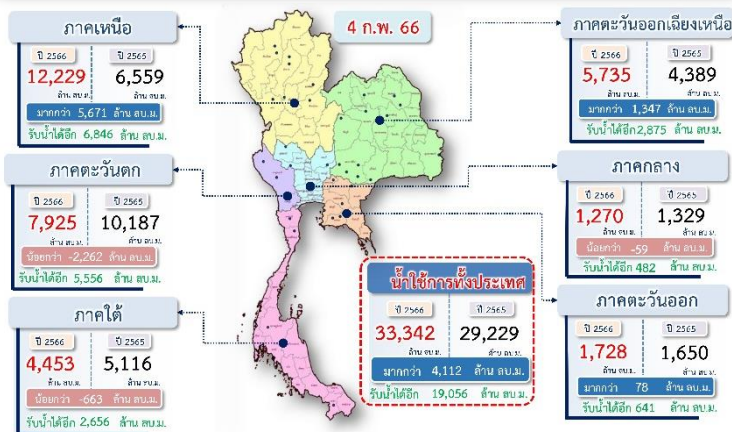 4 ก.พ. 66
ภาคเหนือ
ปี 2566 ปี 2565
12,229 6,559
ล้าน ลบ.ม. ล้าน ลบ.ม.
มากกว่า 5,671 ล้าน ลบ.ม.
รับน้ำได้อีก 6,846 ล้าน ลบ.ม.
ภาคตะวันตก
ปี 2566 ปี 2565
7,925 10,187
ล้าน ลบ.ม. ล้าน ลบ.ม.
น้อยกว่า -2,262 ล้าน ลบ.ม.
รับน้ำได้อีก 5,556 ล้าน ลบ.ม.
ภาคใต้
ปี 2566 ปี 2565
4,453 5,116
ล้าน ลบ.ม. ล้าน ลบ.ม.
น้อยกว่า -663 ล้าน ลบ.ม.
รับน้ำได้อีก 2,656 ล้าน ลบ.ม.
น้ำใช้การทั้งประเทศ
ปี 2566 ปี 2565
33,342 29,229
ล้าน ลบ.ม. ล้าน ลบ.ม.
มากกว่า 4,112 ล้าน ลบ.ม.
รับน้ำได้อีก 19,056 ล้าน ลบ.ม.
ภาคตะวันออกเฉียงเหนือ
ปี 2566 ปี 2565
5,735 4,389
ล้าน ลบ.ม. ล้าน ลบ.ม.
มากกว่า 1,347 ล้าน ลบ.ม.
รับน้ำได้อีก 2,875 ล้าน ลบ.ม.
ภาคกลาง
ปี 2566 ปี 2565
1,270 1,329
ล้าน ลบ.ม. ล้าน ลบ.ม.
น้อยกว่า -59 ล้าน ลบ.ม.
รับน้ำได้อีก 482 ล้าน ลบ.ม.
ภาคตะวันออก
ปี 2566 ปี 2565
1,728 1,650
ล้าน ลบ.ม. ล้าน ลบ.ม.
มากกว่า 78 ล้าน ลบ.ม.
รับน้ำได้อีก 641 ล้าน ลบ.ม.